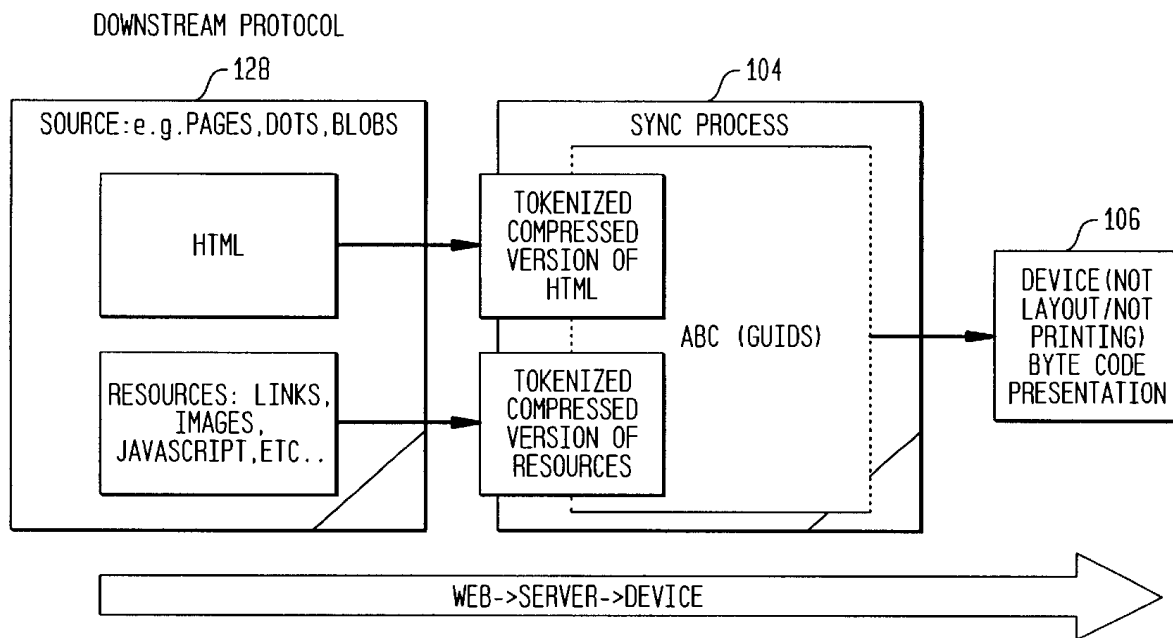 DOWNSTREAM PROTOCOL
128
SOURCE:e.g.PAGES,DOTS,BLOBS
HTML
RESOURCES: LINKS,
IMAGES,
JAVASCRIPT,ETC..
104
SYNC PROCESS
TOKENIZED
COMPRESSED
VERSION OF
HTML
TOKENIZED
COMPRESSED
VERSION OF
RESOURCES
ABC (GUIDS)
106
DEVICE(NOT
LAYOUT/NOT
PRINTING)
BYTE CODE
PRESENTATION
WEB->SERVER->DEVICE